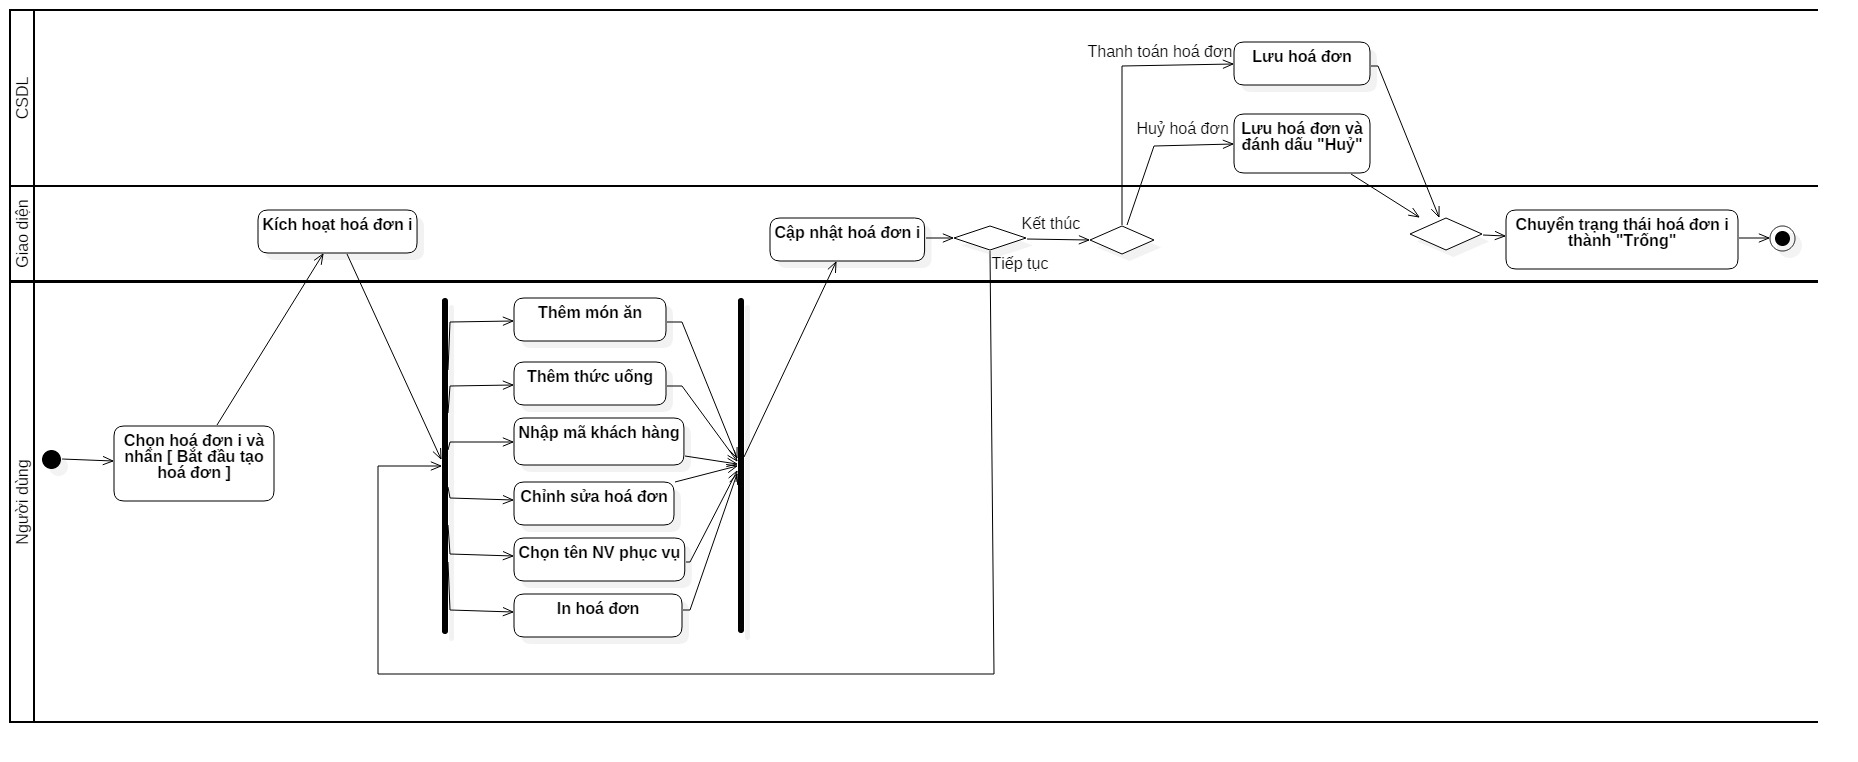 CSDL
Thanh toán hoá đơn
Lưu hoá đơn
Huỷ hoá đơn
Lưu hoá đơn và
đánh dấu "Huỷ"
Giao diện
Kích hoạt hoá đơn i
Cập nhật hoá đơn i
Kết thúc
Tiếp tục
Chuyển trạng thái hoá đơn i
thành "Trống"
Người dùng
Chọn hoá đơn i và
nhấn [ Bắt đầu tạo
hoá đơn ]
Thêm món ăn
Thêm thức uống
Nhập mã khách hàng
Chỉnh sửa hoá đơn
Chọn tên NV phục vụ
In hoá đơn